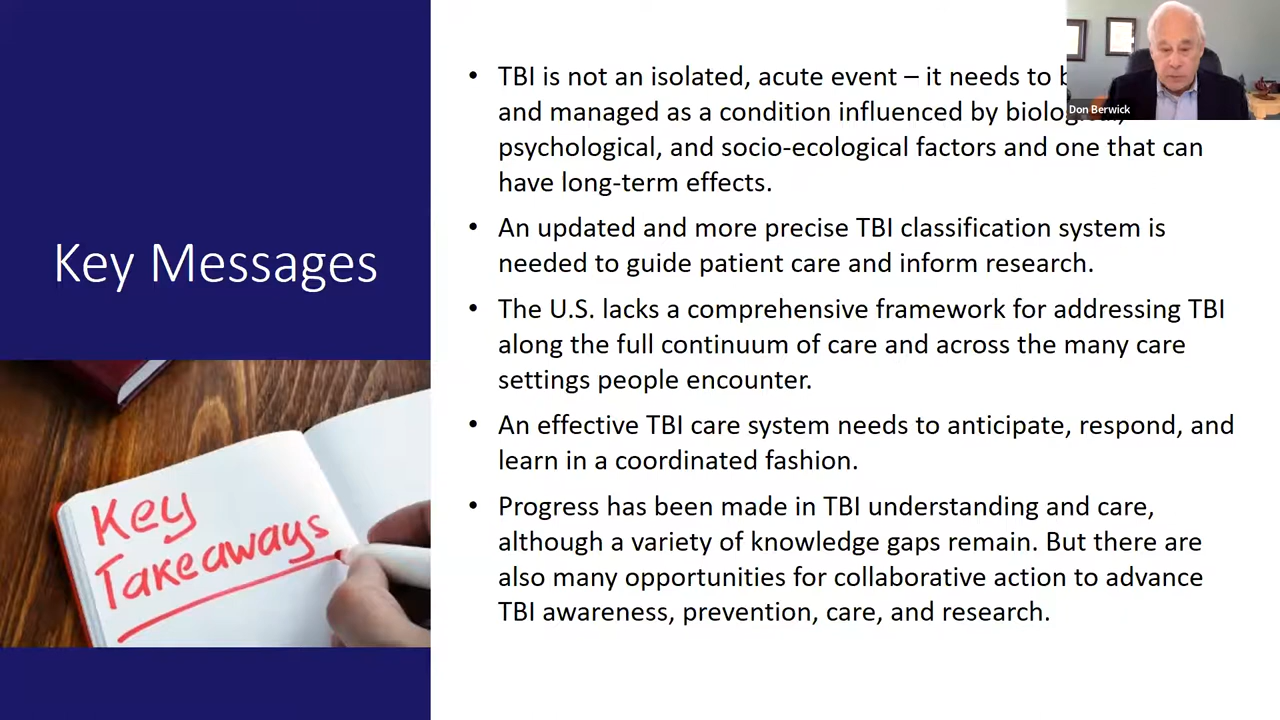 Key Messages
Key
Takeaways
• TBI is not an isolated, acute event – it needs to
and managed as a condition influenced by
psychological, and socio-ecological factors and one that can
have long-term effects.
• An updated and more precise TBI classification system is
needed to guide patient care and inform research.
• The U.S. lacks a comprehensive framework for addressing TBI
along the full continuum of care and across the many care
settings people encounter.
• An effective TBI care system needs to anticipate, respond, and
learn in a coordinated fashion.
• Progress has been made in TBI understanding and care,
although a variety of knowledge gaps remain. But there are
also many opportunities for collaborative action to advance
TBI awareness, prevention, care, and research.
Don Berwick